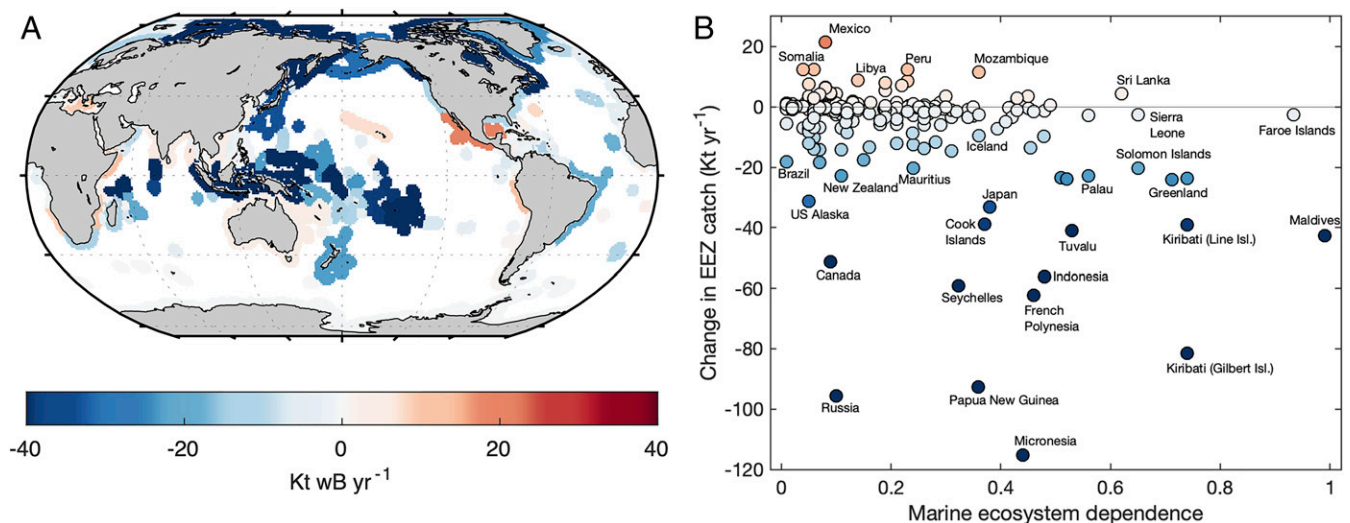 A
-40
-20
0
20
40
Kt wB yr-1
B
Change in EEZ catch (Kt yr-1)
20
0
-20
-40
-60
-80
-100
-120
Mexico
Somalia
Libya
Peru
Mozambique
Sri Lanka
Sierra
Leone
Faroe Islands
Iceland
Brazil
New Zealand
Mauritius
Solomon Islands
Palau
Greenland
US Alaska
Japan
Cook
Islands
Tuvalu
Kiribati (Line Isl.)
Maldives
Canada
Seychelles
Indonesia
French
Polynesia
Kiribati (Gilbert Isl.)
Russia
Papua New Guinea
Micronesia
0
0.2
0.4
0.6
0.8
1
Marine ecosystem dependence